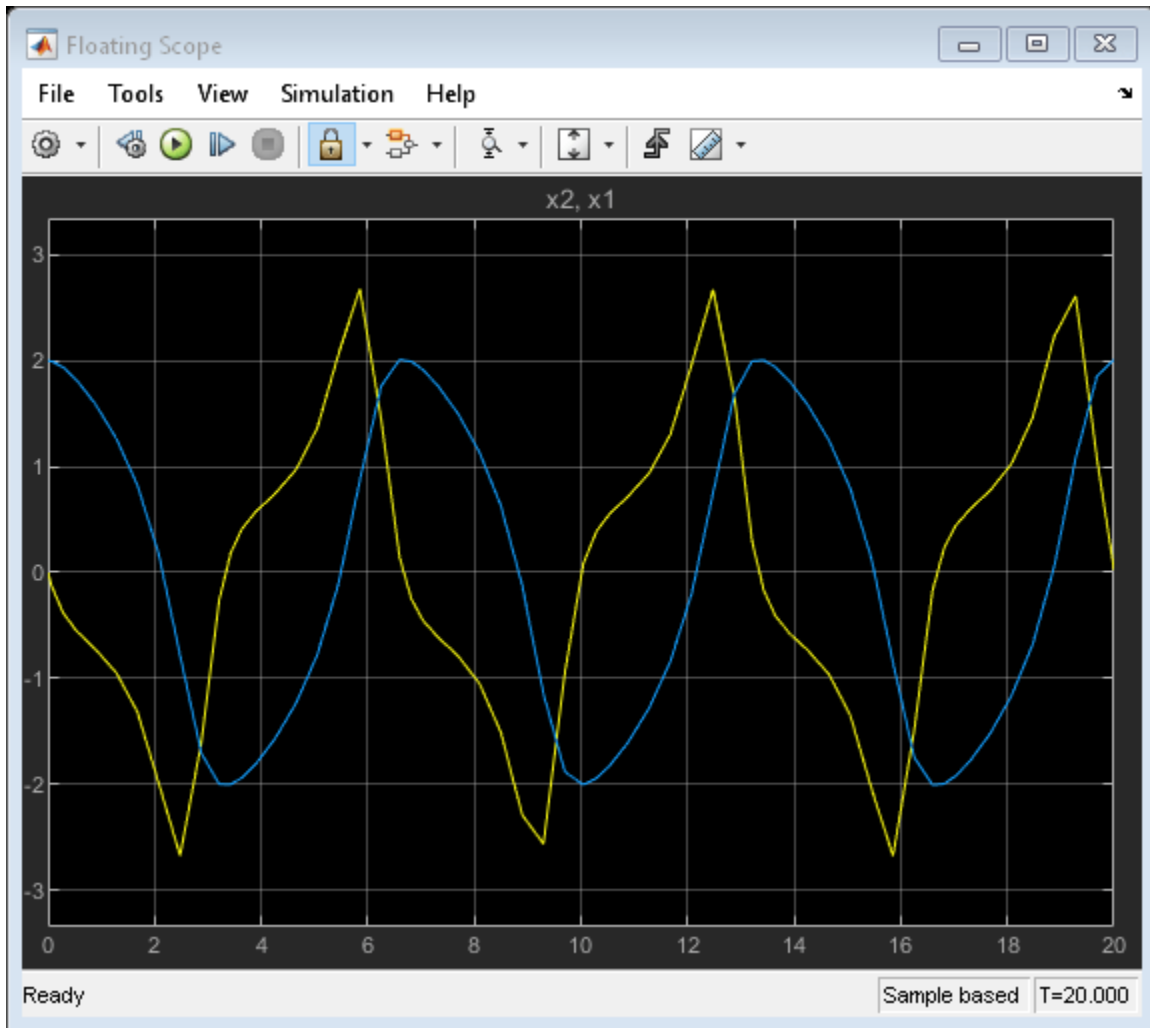 Floating Scope
File Tools View Simulation Help
x2, x1
3
2
1
0
-1
-2
-3
0 2 4 6 8 10 12 14 16 18 20
Ready Sample based T=20.000